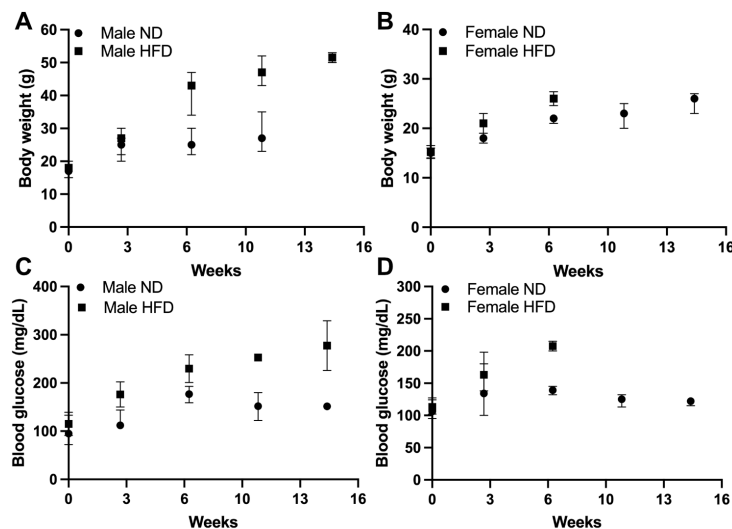 A
Male ND
Male HFD
Body weight (g)
60
50
40
30
20
10
0
0 3 6 10 13 16
Weeks
B
Female ND
Female HFD
Body weight (g)
40
30
20
10
0
0 3 6 10 13 16
Weeks
C
Male ND
Male HFD
Blood glucose (mg/dL)
400
300
200
100
0
0 3 6 10 13 16
Weeks
D
Female ND
Female HFD
Blood glucose (mg/dL)
300
250
200
150
100
50
0
0 3 6 10 13 16
Weeks